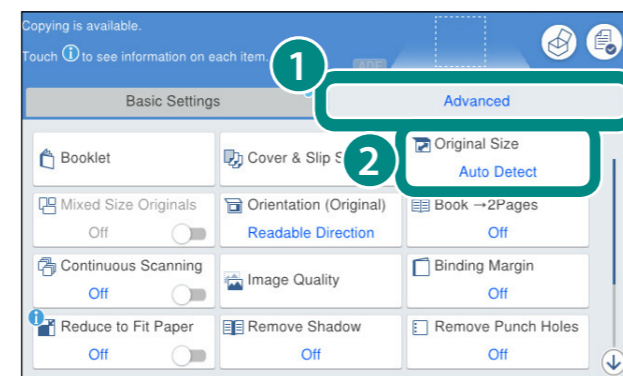 Copying is available.
Touch i to see information on each item.
ADF
1
Basic Settings
Advanced
2
Booklet
Cover & Slip S
Original Size
Auto Detect
Mixed Size Originals
Off
Orientation (Original)
Readable Direction
Book →2Pages
Off
Continuous Scanning
Off
Image Quality
Binding Margin
Off
i
Reduce to Fit Paper
Off
Remove Shadow
Off
Remove Punch Holes
Off